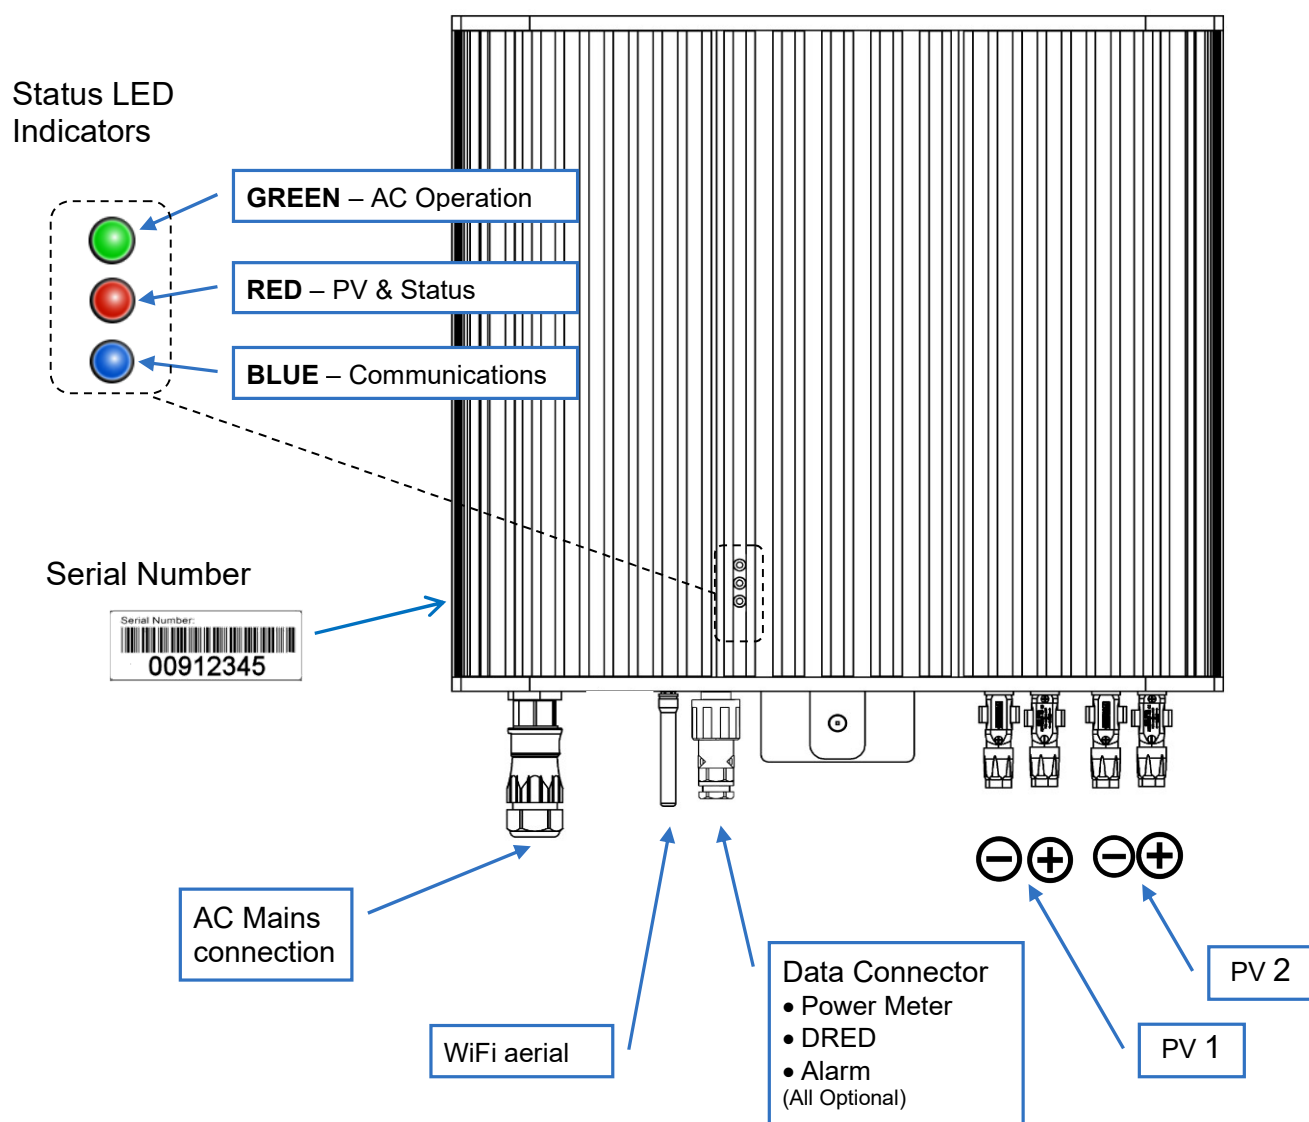 Status LED
Indicators
GREEN – AC Operation
RED – PV & Status
BLUE – Communications
Serial Number
Serial Number:
00912345
AC Mains
connection
WiFi aerial
Data Connector
• Power Meter
• DRED
• Alarm
(All Optional)
PV 2
PV 1